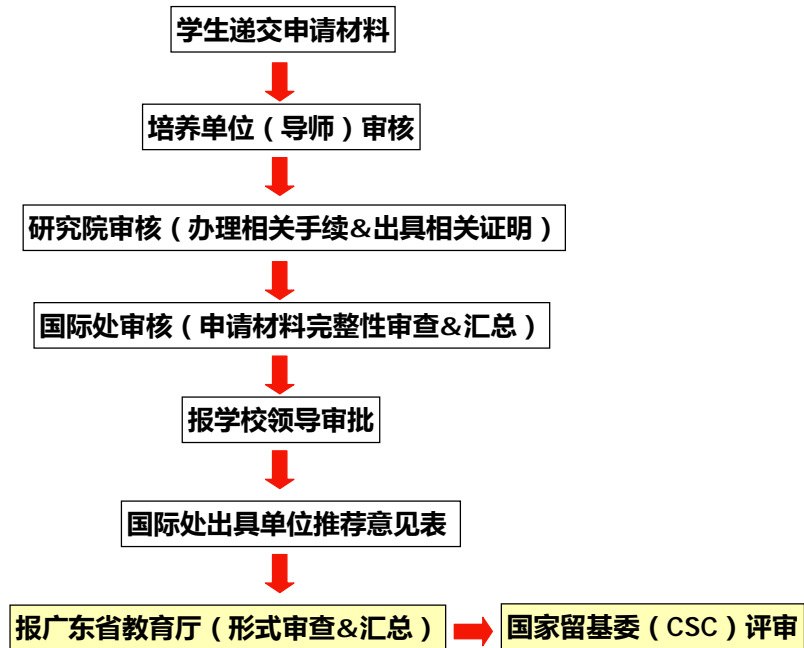 学生递交申请材料
培养单位（导师）审核
研究院审核（办理相关手续&出具相关证明）
国际处审核（申请材料完整性审查&汇总）
报学校领导审批
国际处出具单位推荐意见表
报广东省教育厅（形式审查&汇总）
国家留基委（CSC）评审